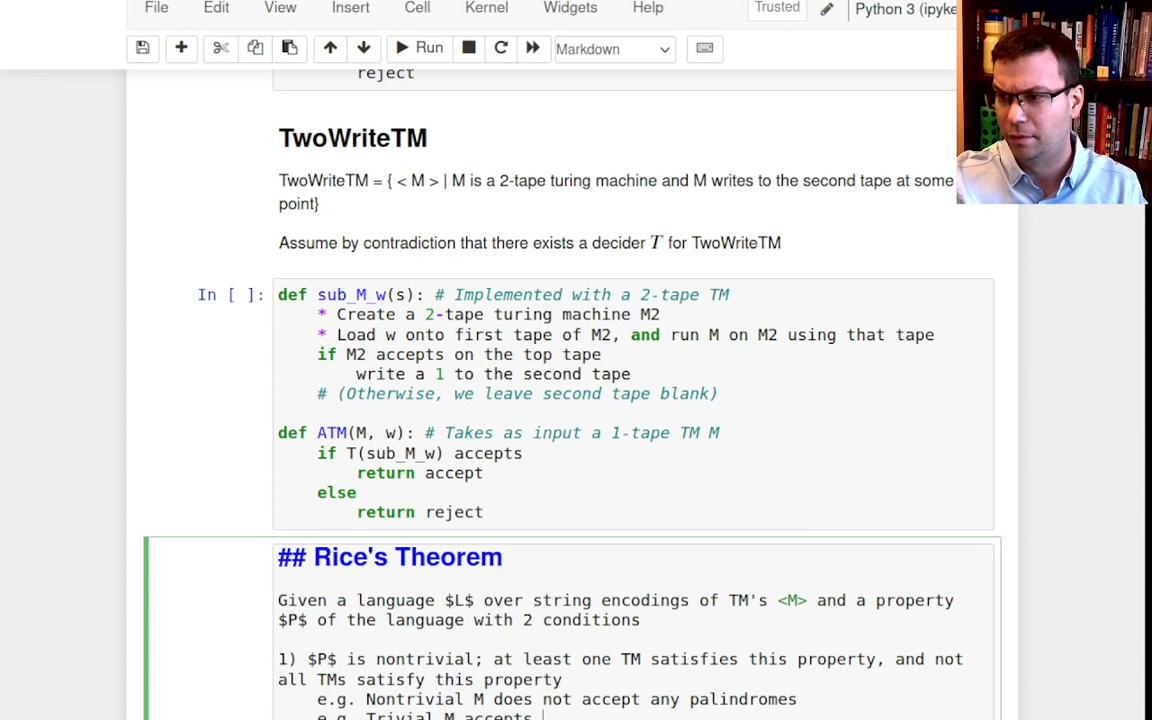 File Edit View Insert Cell Kernel Widgets Help Trusted Python 3 (ipyke
Run Markdown
reject
TwoWriteTM
TwoWriteTM = { < M > | M is a 2-tape turing machine and M writes to the second tape at some
point}
Assume by contradiction that there exists a decider T for TwoWriteTM
In [ ]:
def sub_M_w(s): # Implemented with a 2-tape TM
* Create a 2-tape turing machine M2
* Load w onto first tape of M2, and run M on M2 using that tape
if M2 accepts on the top tape
write a 1 to the second tape
# (Otherwise, we leave second tape blank)
def ATM(M, w): # Takes as input a 1-tape TM M
if T(sub_M_w) accepts
return accept
else
return reject
## Rice's Theorem
Given a language $L$ over string encodings of TM's <M> and a property
$P$ of the language with 2 conditions
1) $P$ is nontrivial; at least one TM satisfies this property, and not
all TMs satisfy this property
e.g. Nontrivial M does not accept any palindromes
e.g. Trivial M accepts